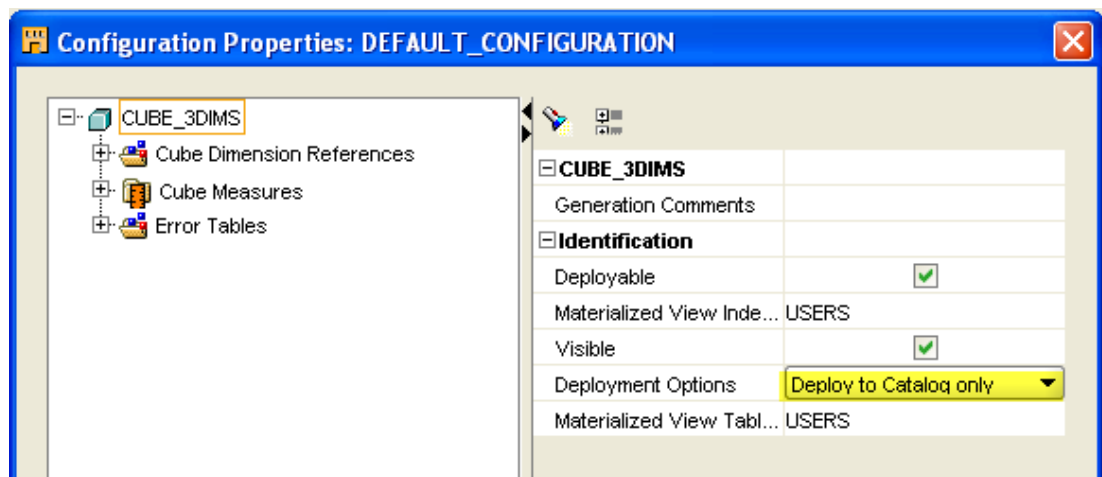 Configuration Properties: DEFAULT_CONFIGURATION
CUBE_3DIMS
Cube Dimension References
Cube Measures
Error Tables
CUBE_3DIMS
Generation Comments
Identification
Deployable
Materialized View Inde... USERS
Visible
Deployment Options Deploy to Catalog only
Materialized View Tabl... USERS